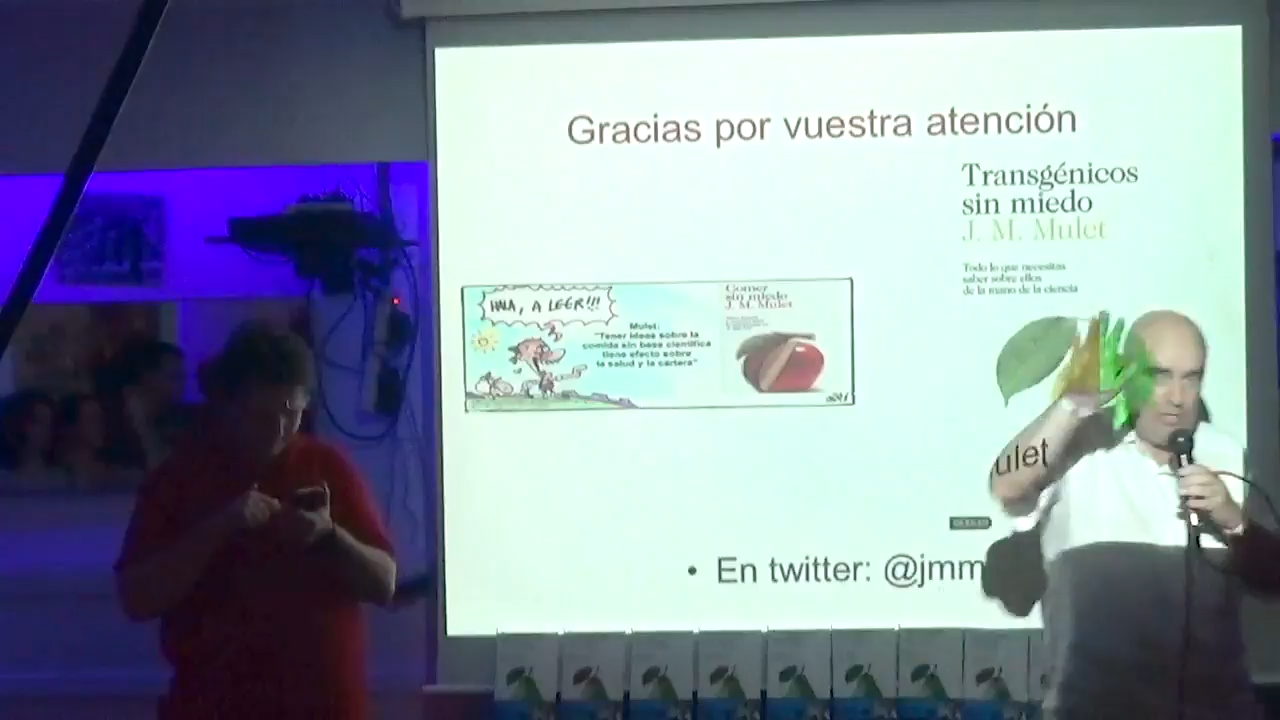 Gracias por vuestra atención
Transgénicos
sin miedo
J. M. Mulet
Todo lo que necesitas
saber sobre ellos
de la mano de la ciencia
HALA, A LEER!!!
Mulet:
"Tener ideas sobre la
comida sin base científica
tiene efecto sobre
la salud y la cartera"
Comer
sin miedo
J. M. Mulet
ulet
• En twitter: @jmm